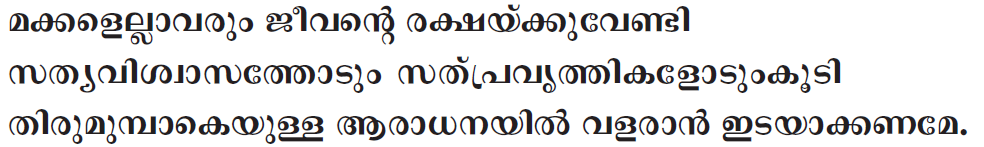 മക്കളെല്ലാവരും ജീവന്റെ രക്ഷയ്ക്കുവേണ്ടി
സത്യവിശ്വാസത്തോടും സത്പ്രവൃത്തികളോടുംകൂടി
തിരുമുമ്പാകെയുള്ള ആരാധനയിൽ വളരാൻ ഇടയാക്കണമേ.